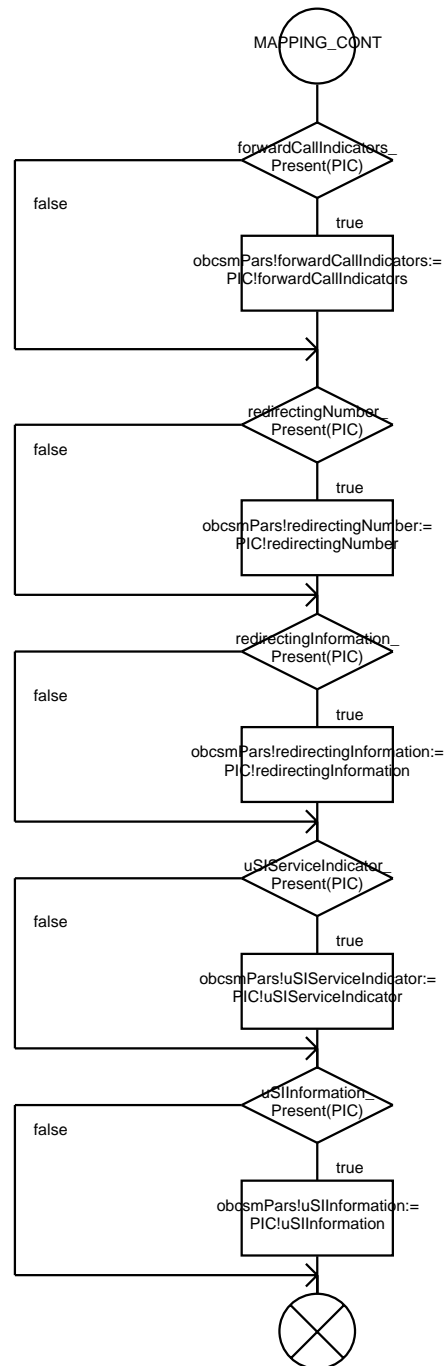 MAPPING_CONT
forwardCallIndicators_
Present(PIC)
false
true
obcsmPars!forwardCallIndicators:=
PIC!forwardCallIndicators
redirectingNumber_
Present(PIC)
false
true
obcsmPars!redirectingNumber:=
PIC!redirectingNumber
redirectingInformation_
Present(PIC)
false
true
obcsmPars!redirectingInformation:=
PIC!redirectingInformation
uSIServiceIndicator_
Present(PIC)
false
true
obcsmPars!uSIServiceIndicator:=
PIC!uSIServiceIndicator
uSIInformation_
Present(PIC)
false
true
obcsmPars!uSIInformation:=
PIC!uSIInformation